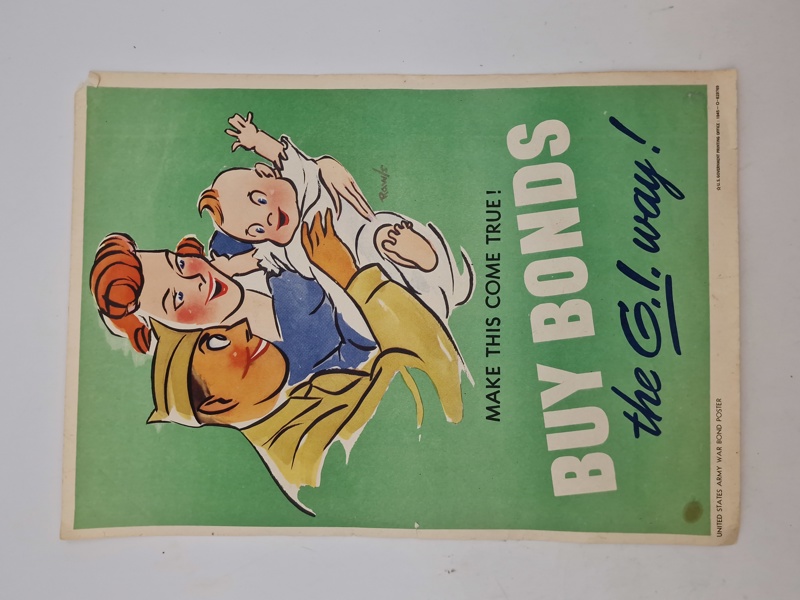 MAKE THIS COME TRUE!
BUY BONDS
the G.I. way!
UNITED STATES ARMY WAR BOND POSTER